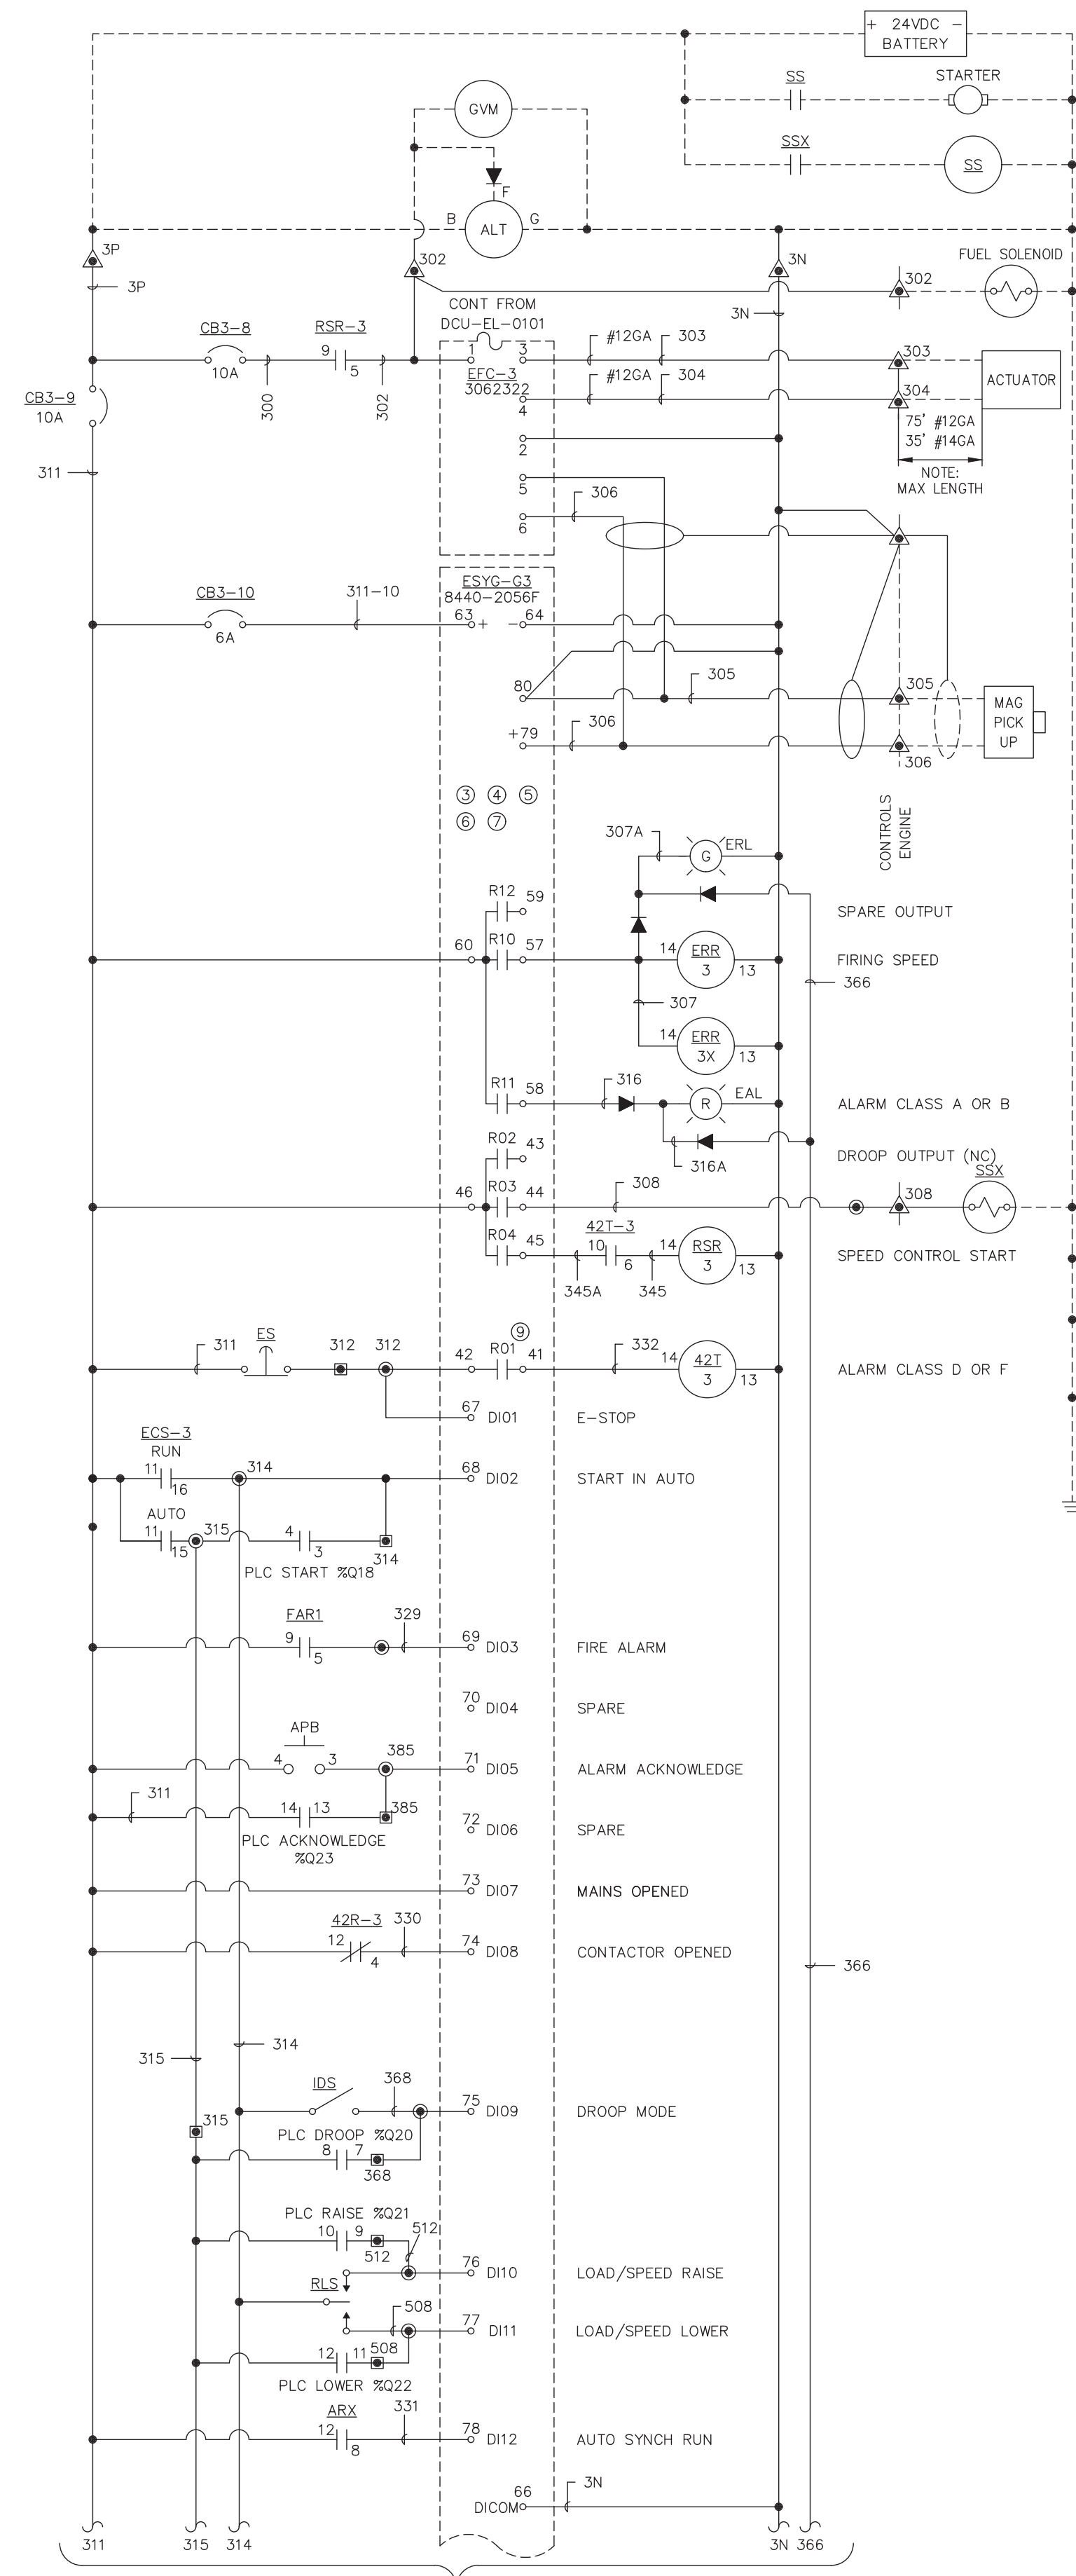 + 24VDC −
BATTERY
SS
STARTER
GVM
SSX
SS
F
B
ALT
G
3P
302
3N
FUEL SOLENOID
3P
302
CONT FROM
DCU-EL-0101
3N
CB3-8
RSR-3
#12GA
303
9
1
3
303
10A
5
EFC-3
3062322
#12GA
304
ACTUATOR
CB3-9
10A
300
302
4
304
75' #12GA
35' #14GA
2
311
NOTE:
MAX LENGTH
5
306
6
ESYG-G3
8440-2056F
CB3-10
311-10
63
64
+
−
6A
80
305
305
MAG
PICK
UP
+79
306
306
3
4
5
6
7
CONTROLS
ENGINE
307A
ERL
G
R12
59
SPARE OUTPUT
60
R10
57
14
ERR
3
13
FIRING SPEED
366
307
14
ERR
3X
13
R11
58
316
R
EAL
ALARM CLASS A OR B
R02
43
316A
DROOP OUTPUT (NC)
SSX
46
R03
44
308
308
R04
45
42T-3
10
6
14
RSR
3
13
SPEED CONTROL START
345A
345
9
311
ES
312
312
42
R01
41
332
14
42T
3
13
ALARM CLASS D OR F
67
DI01
E-STOP
ECS-3
RUN
11
16
314
68
DI02
START IN AUTO
AUTO
11
15
315
4
3
314
PLC START %Q18
FAR1
329
9
5
69
DI03
FIRE ALARM
70
DI04
SPARE
APB
4
3
385
71
DI05
ALARM ACKNOWLEDGE
311
14
13
385
72
DI06
SPARE
PLC ACKNOWLEDGE
%Q23
73
DI07
MAINS OPENED
42R-3
330
12
4
74
DI08
CONTACTOR OPENED
366
314
315
IDS
368
75
DI09
DROOP MODE
315
PLC DROOP %Q20
8
7
368
PLC RAISE %Q21
10
9
512
512
76
DI10
LOAD/SPEED RAISE
RLS
508
77
DI11
LOAD/SPEED LOWER
12
11
508
PLC LOWER %Q22
ARX
331
12
8
78
DI12
AUTO SYNCH RUN
66
3N
DICOM
311
315
314
3N
366